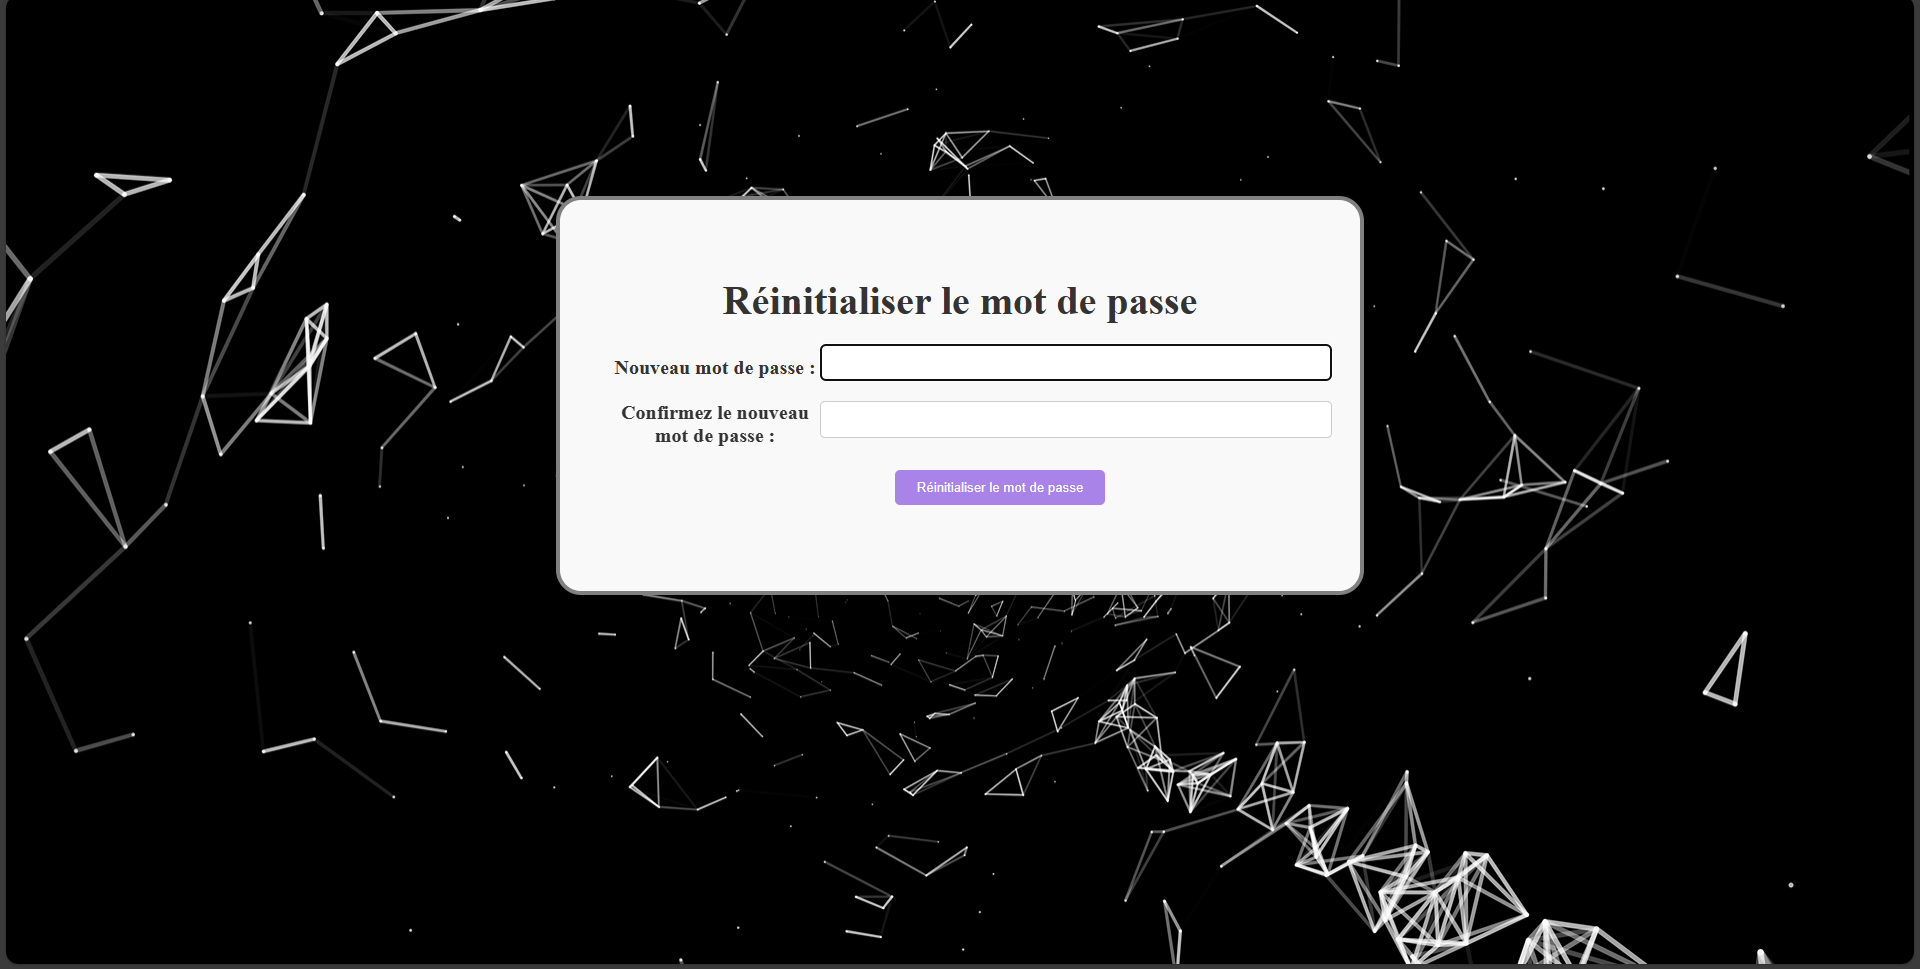 Réinitialiser le mot de passe
Nouveau mot de passe :
Confirmez le nouveau
mot de passe :
Réinitialiser le mot de passe